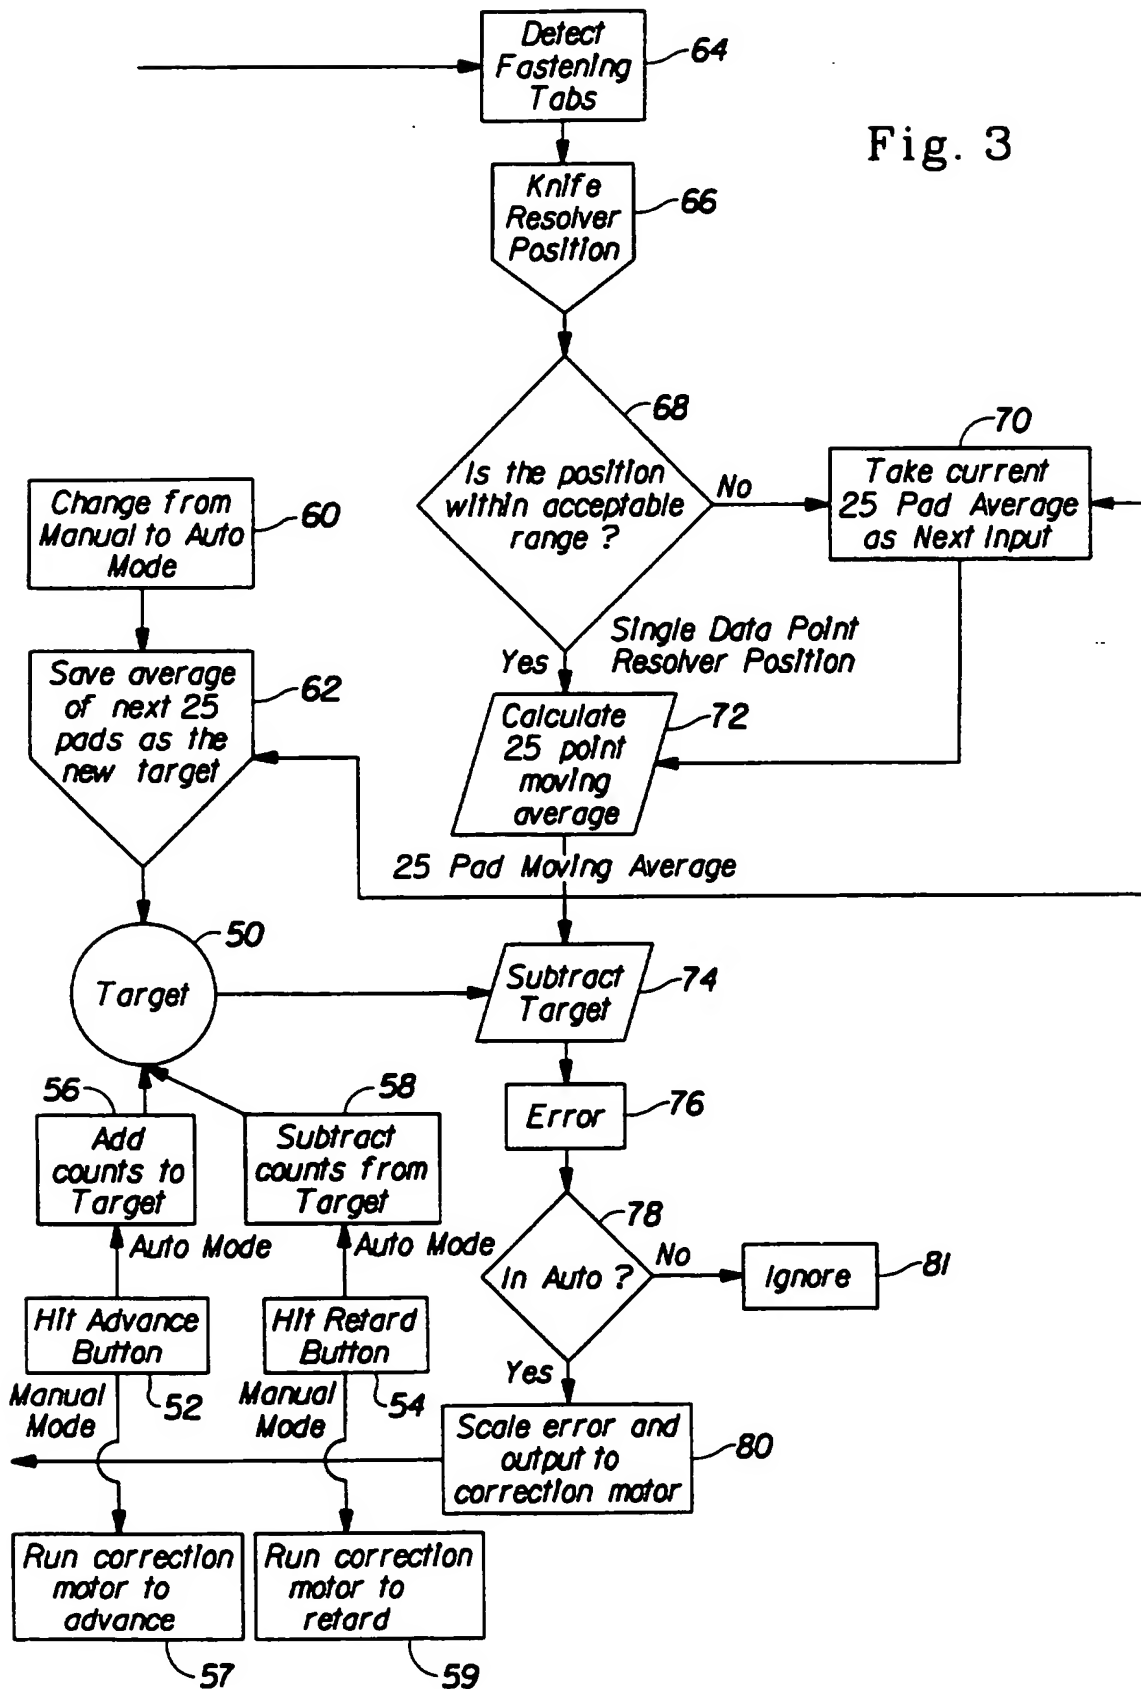 Detect
Fastening
Tabs
64
Fig. 3
Knife
Resolver
Position
66
68
Is the position
within acceptable
range ?
No
70
Take current
25 Pad Average
as Next Input
Change from
Manual to Auto
Mode
60
Single Data Point
Resolver Position
Yes
Save average
of next 25
pads as the
new target
62
Calculate
25 point
moving
average
72
25 Pad Moving Average
50
Target
Subtract
Target
74
56
Add
counts to
Target
58
Subtract
counts from
Target
Error
76
Auto Mode
Auto Mode
78
In Auto ?
No
Ignore
81
Hit Advance
Button
52
Hit Retard
Button
54
Yes
Manual
Mode
Manual
Mode
Scale error and
output to
correction motor
80
Run correction
motor to
advance
57
Run correction
motor to
retard
59